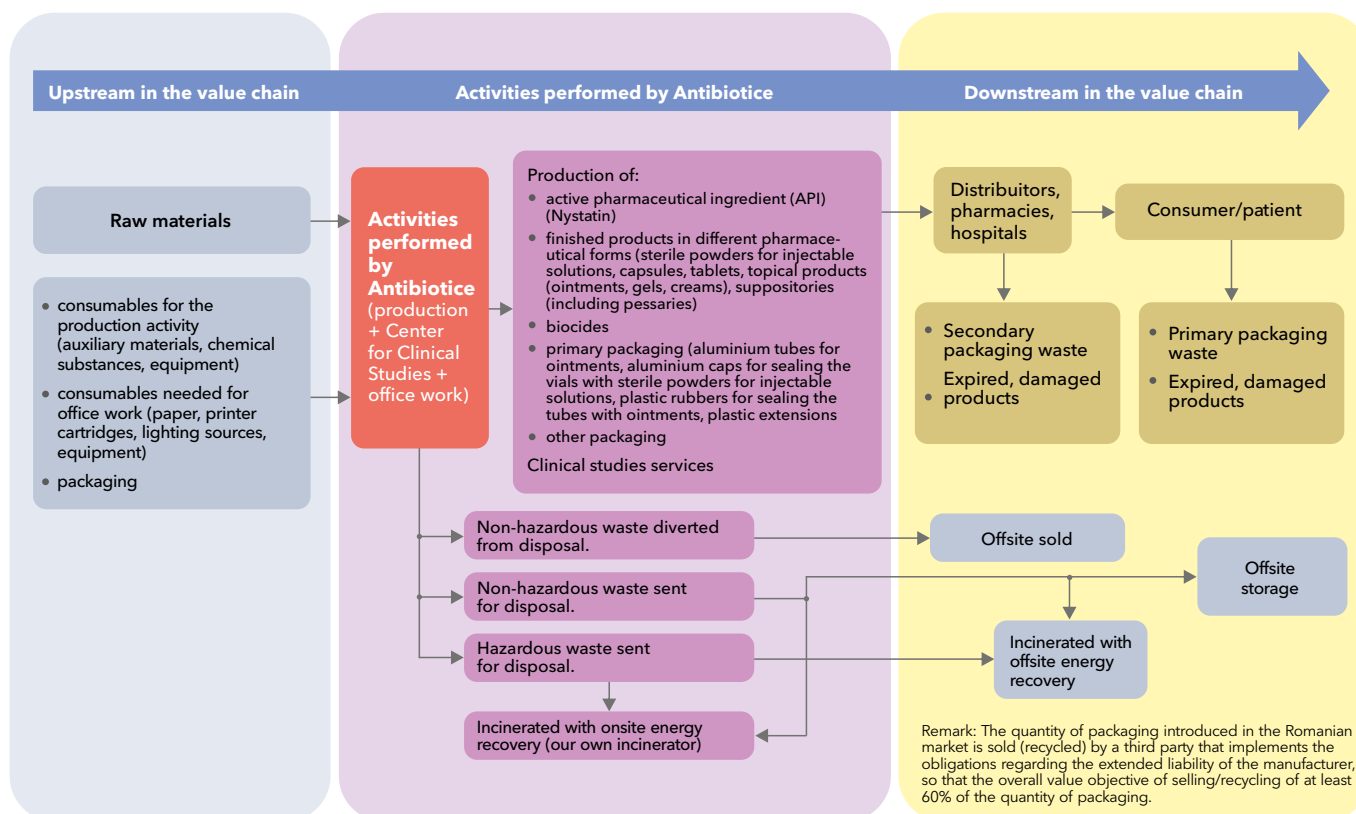 Upstream in the value chain
Activities performed by Antibiotice
Downstream in the value chain
Raw materials
• consumables for the
production activity
(auxiliary materials, chemical
substances, equipment)
• consumables needed for
office work (paper, printer
cartridges, lighting sources,
equipment)
• packaging
Activities
performed
by
Antibiotice
(production
+ Center
for Clinical
Studies +
office work)
Production of:
• active pharmaceutical ingredient (API)
(Nystatin)
• finished products in different pharmace-
utical forms (sterile powders for injectable
solutions, capsules, tablets, topical products
(ointments, gels, creams), suppositories
(including pessaries)
• biocides
• primary packaging (aluminium tubes for
ointments, aluminium caps for sealing the
vials with sterile powders for injectable
solutions, plastic rubbers for sealing the
tubes with ointments, plastic extensions
• other packaging
Clinical studies services
Non-hazardous waste diverted
from disposal.
Non-hazardous waste sent
for disposal.
Hazardous waste sent
for disposal.
Incinerated with onsite energy
recovery (our own incinerator)
Distribuitors,
pharmacies,
hospitals
Consumer/patient
• Secondary
packaging waste
Expired, damaged
• products
• Primary packaging
waste
• Expired, damaged
products
Offsite sold
Offsite
storage
Incinerated with
offsite energy
recovery
Remark: The quantity of packaging introduced in the Romanian
market is sold (recycled) by a third party that implements the
obligations regarding the extended liability of the manufacturer,
so that the overall value objective of selling/recycling of at least
60% of the quantity of packaging.